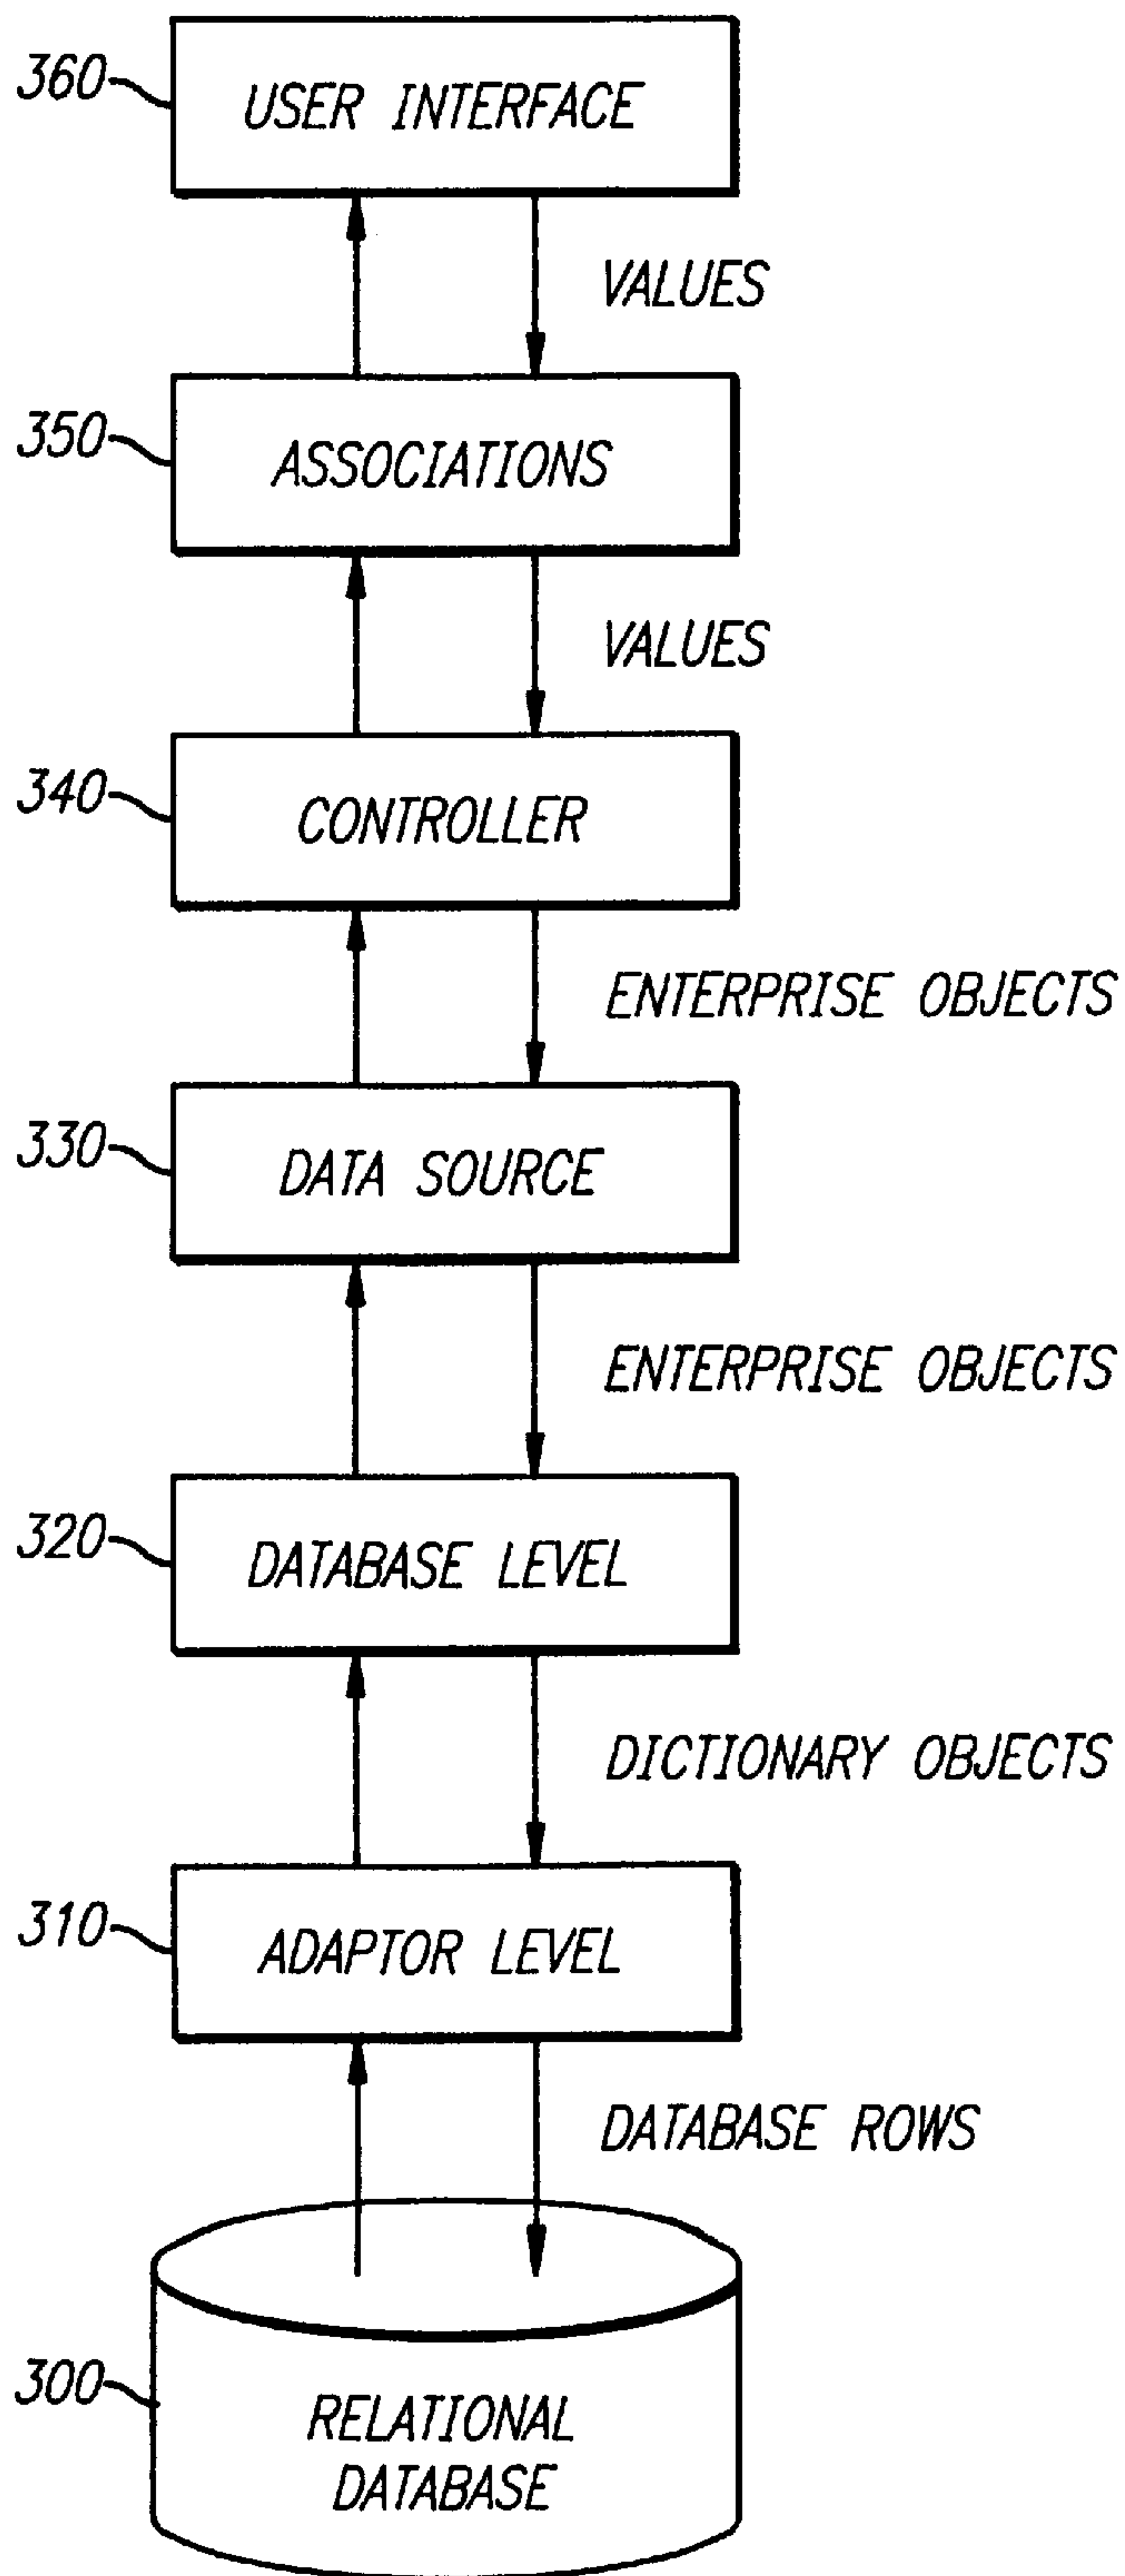 360
USER INTERFACE
VALUES
350
ASSOCIATIONS
VALUES
340
CONTROLLER
ENTERPRISE OBJECTS
330
DATA SOURCE
ENTERPRISE OBJECTS
320
DATABASE LEVEL
DICTIONARY OBJECTS
310
ADAPTOR LEVEL
DATABASE ROWS
300
RELATIONAL
DATABASE